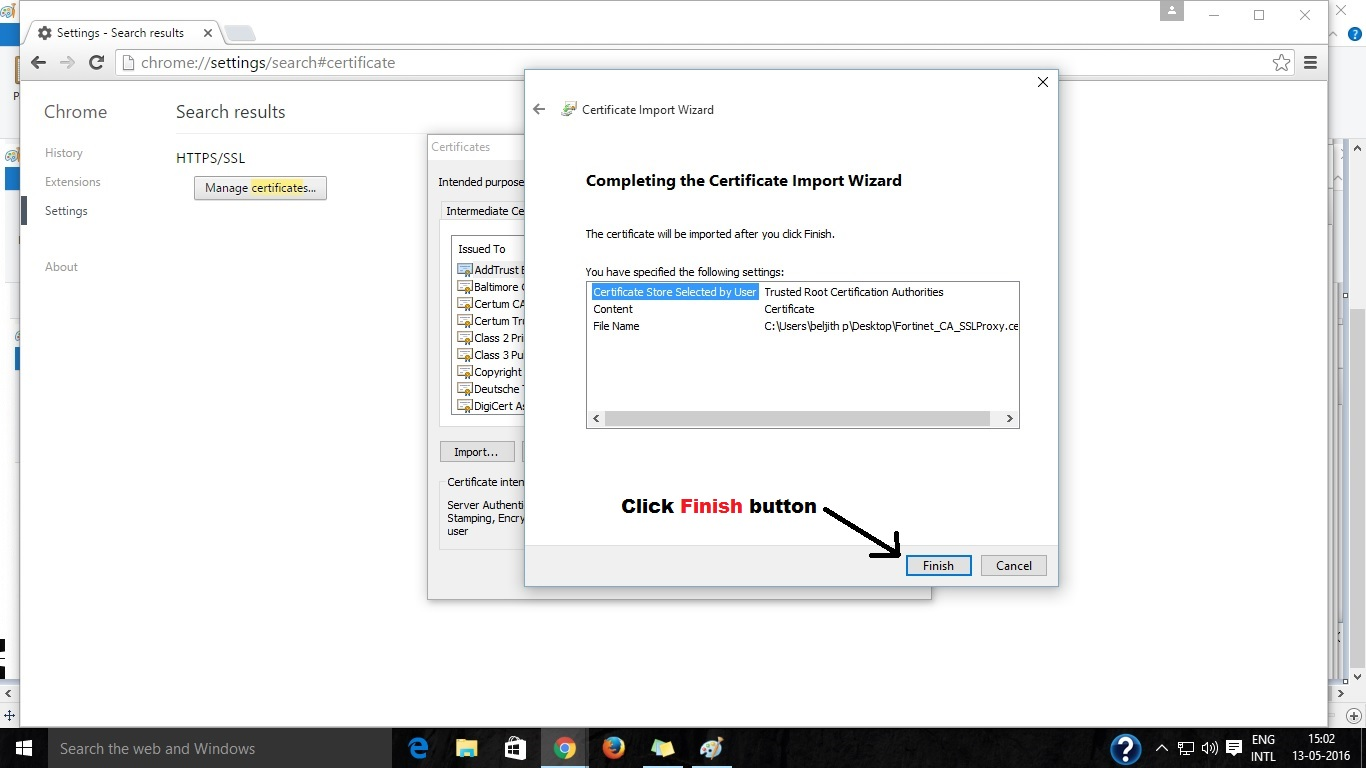 Settings - Search results
chrome://settings/search#certificate
Chrome
History
Extensions
Settings
About
Search results
HTTPS/SSL
Manage certificates...
Certificates
Intended purpose
Intermediate Ce
Issued To
AddTrust E
Baltimore C
Certum CA
Certum Tru
Class 2 Pri
Class 3 Pu
Copyright
Deutsche T
DigiCert As
Import...
Certificate inten
Server Authenti
Stamping, Encry
user
Certificate Import Wizard
Completing the Certificate Import Wizard
The certificate will be imported after you click Finish.
You have specified the following settings:
Certificate Store Selected by User Trusted Root Certification Authorities
Content Certificate
File Name C:\Users\beljith p\Desktop\Fortinet_CA_SSLProxy.ce
Click Finish button
Finish
Cancel
Search the web and Windows
ENG
INTL
15:02
13-05-2016